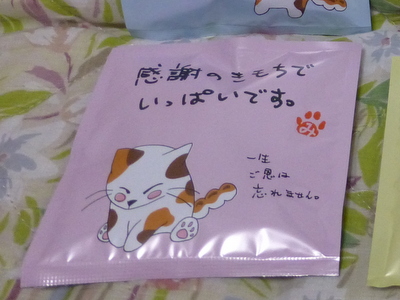 感謝のきもちで
いっぱいです。
み
一生
ご恩は
忘れません。